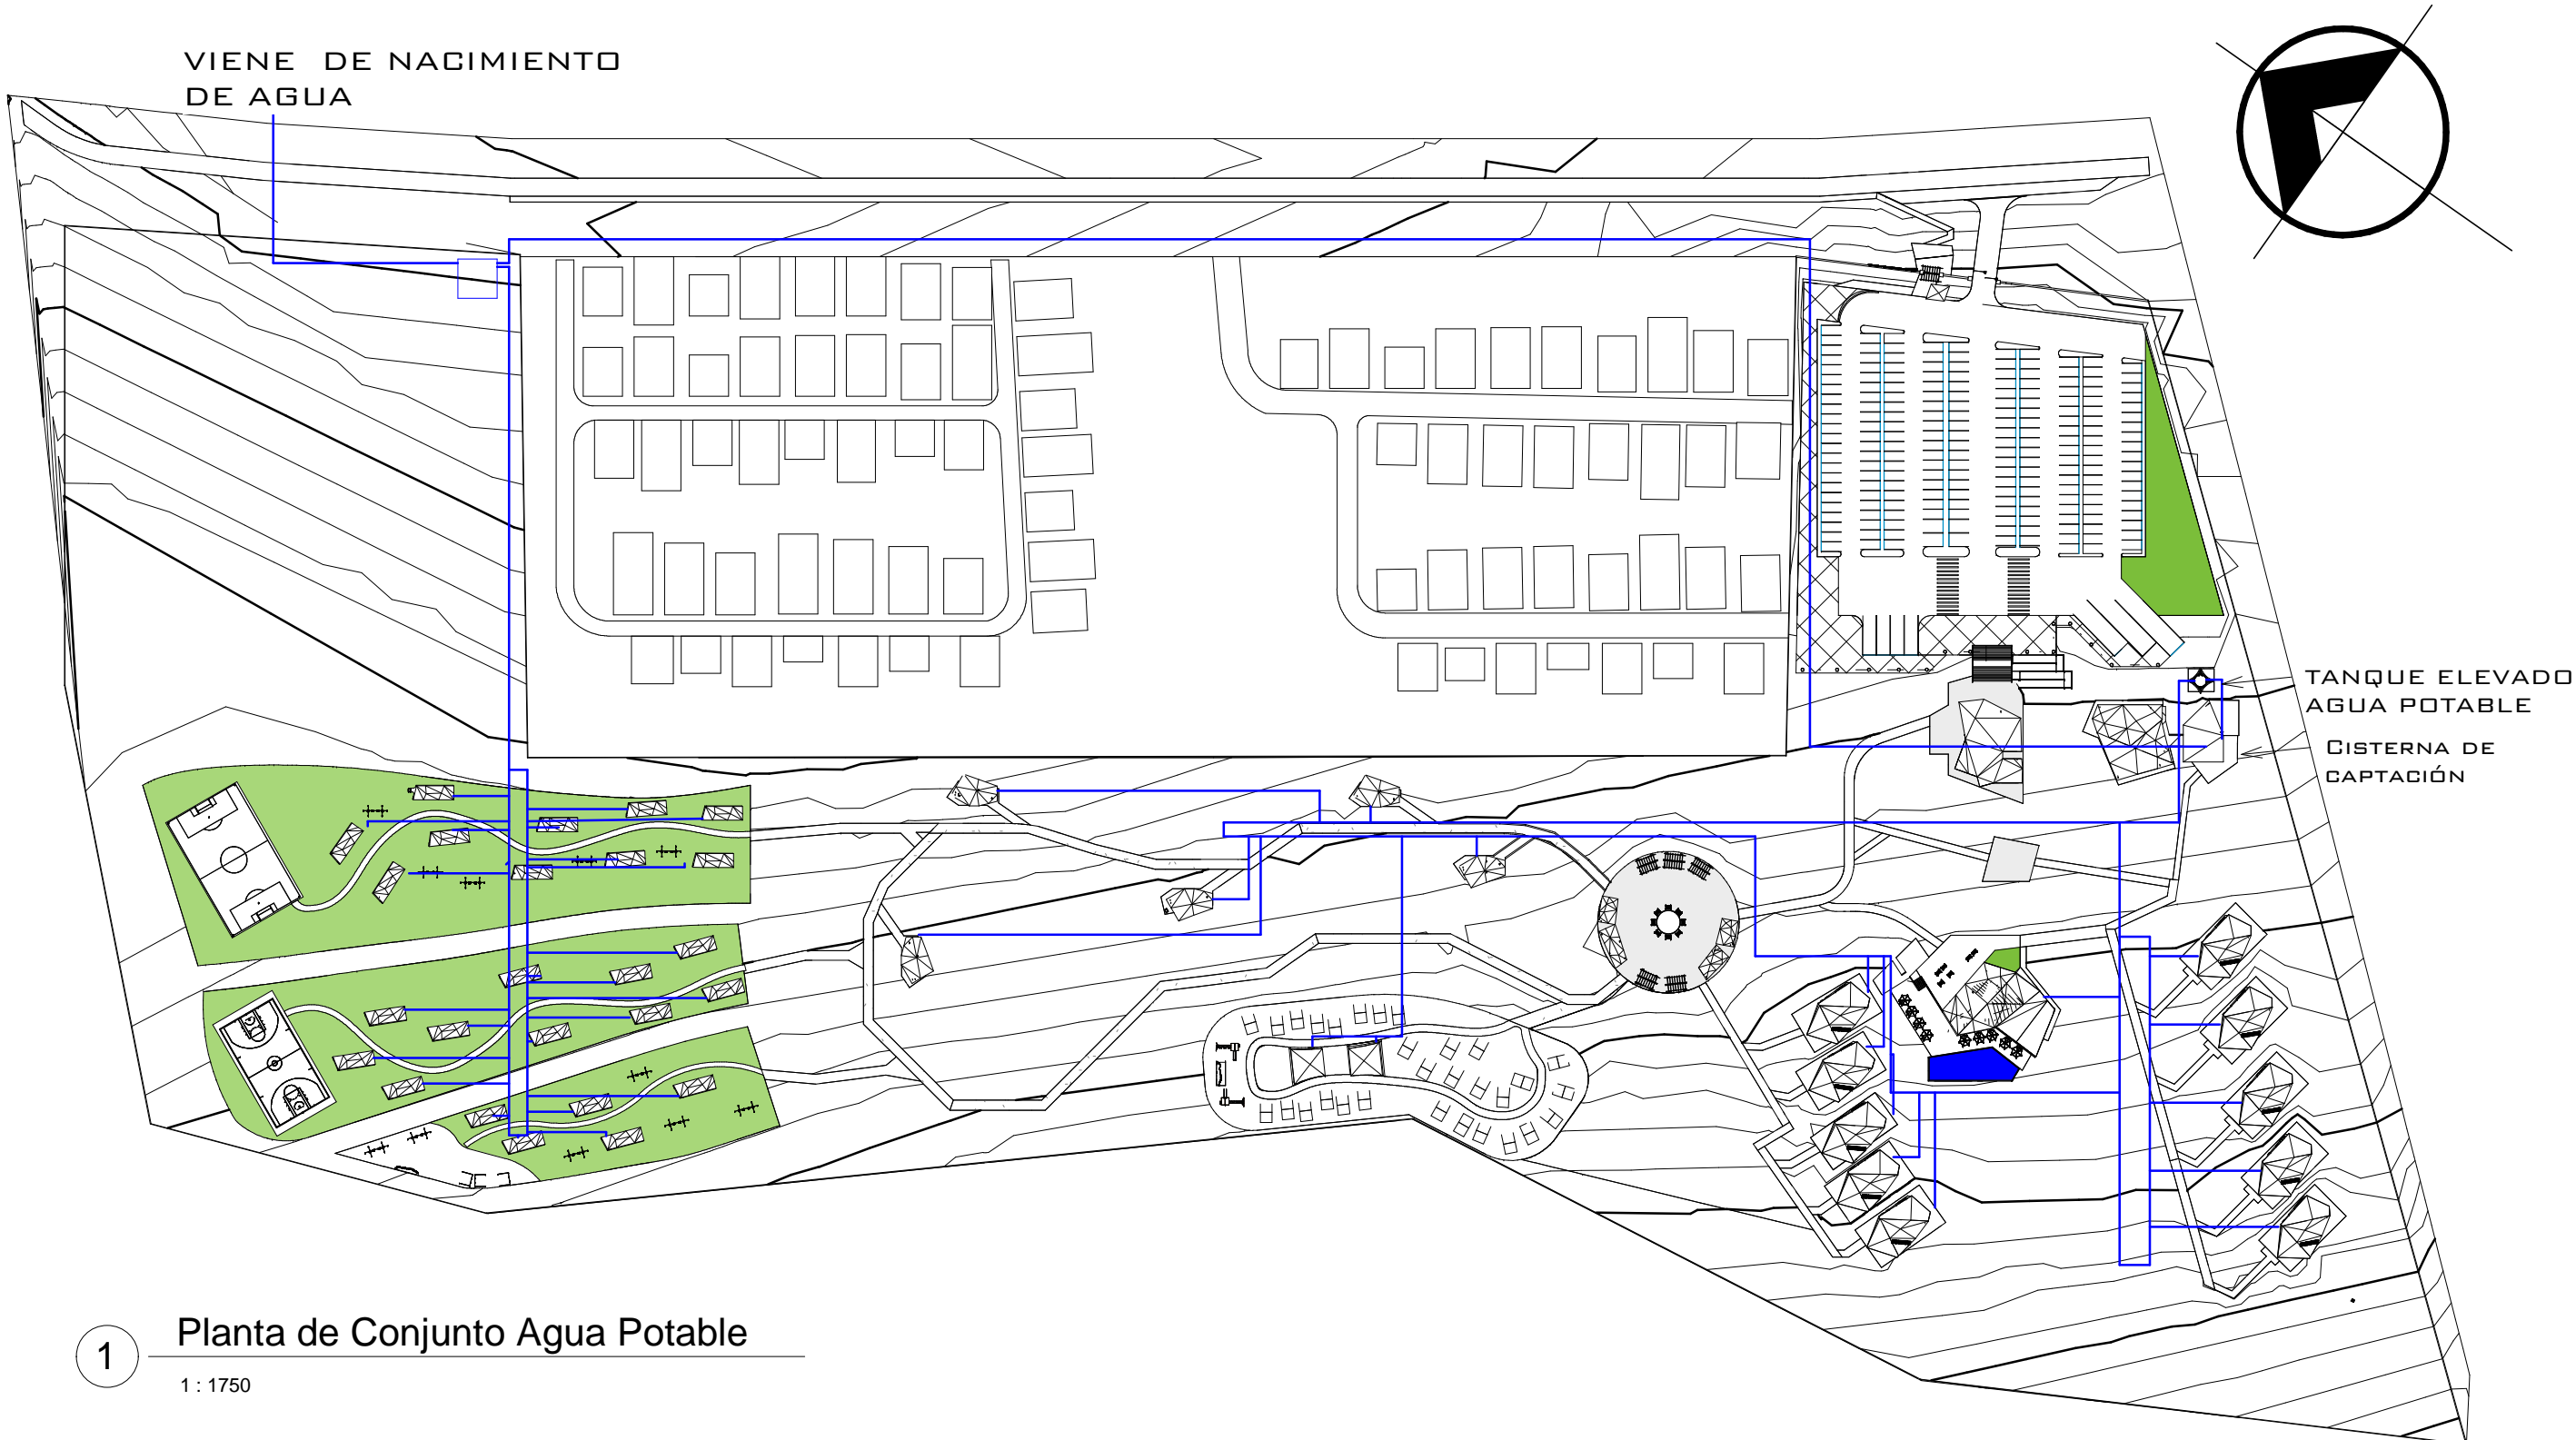 VIENE DE NACIMIENTO
DE AGUA
TANQUE ELEVADO
AGUA POTABLE
CISTERNA DE
CAPTACIÓN
1
Planta de Conjunto Agua Potable
1 : 1750